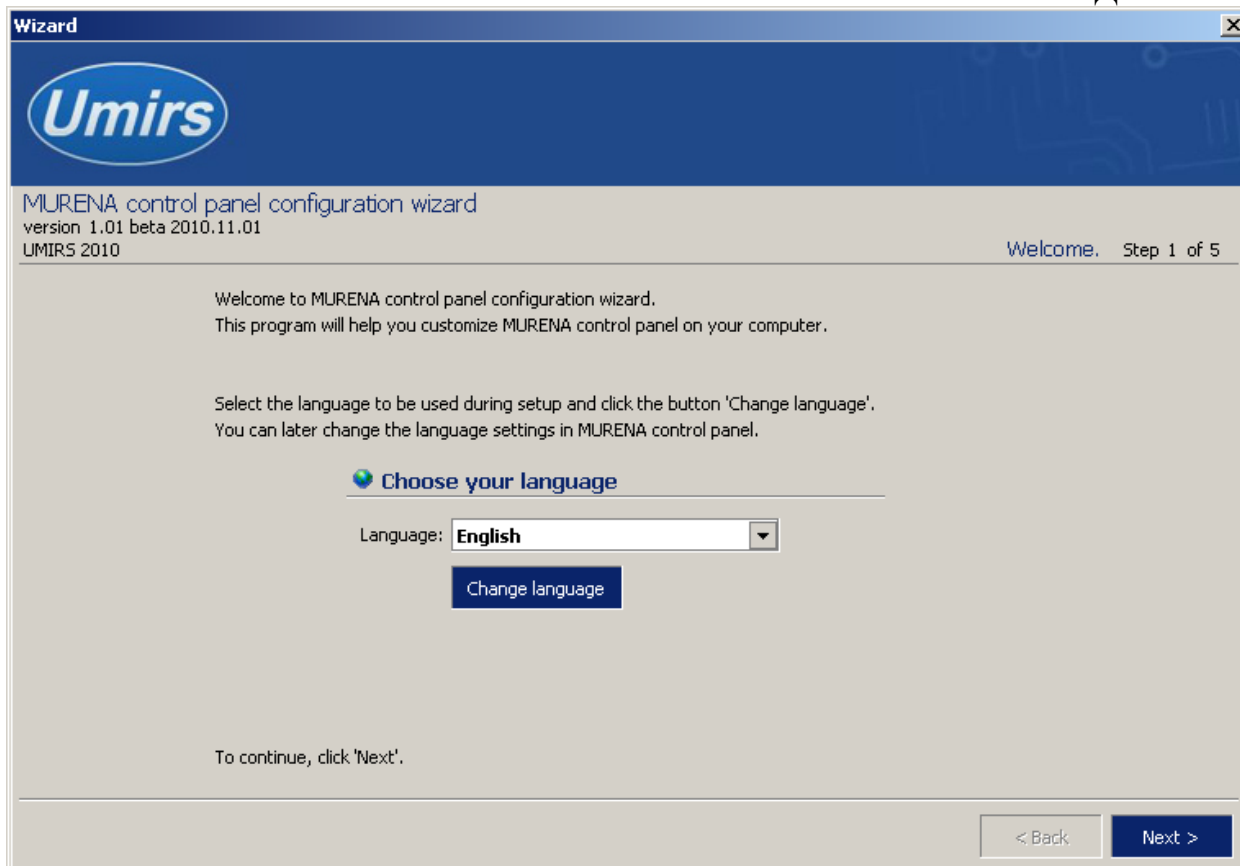 Wizard
Umirs
MURENA control panel configuration wizard
version 1.01 beta 2010.11.01
UMIRS 2010
Welcome. Step 1 of 5
Welcome to MURENA control panel configuration wizard.
This program will help you customize MURENA control panel on your computer.
Select the language to be used during setup and click the button 'Change language'.
You can later change the language settings in MURENA control panel.
Choose your language
Language: English
Change language
To continue, click 'Next'.
< Back Next >